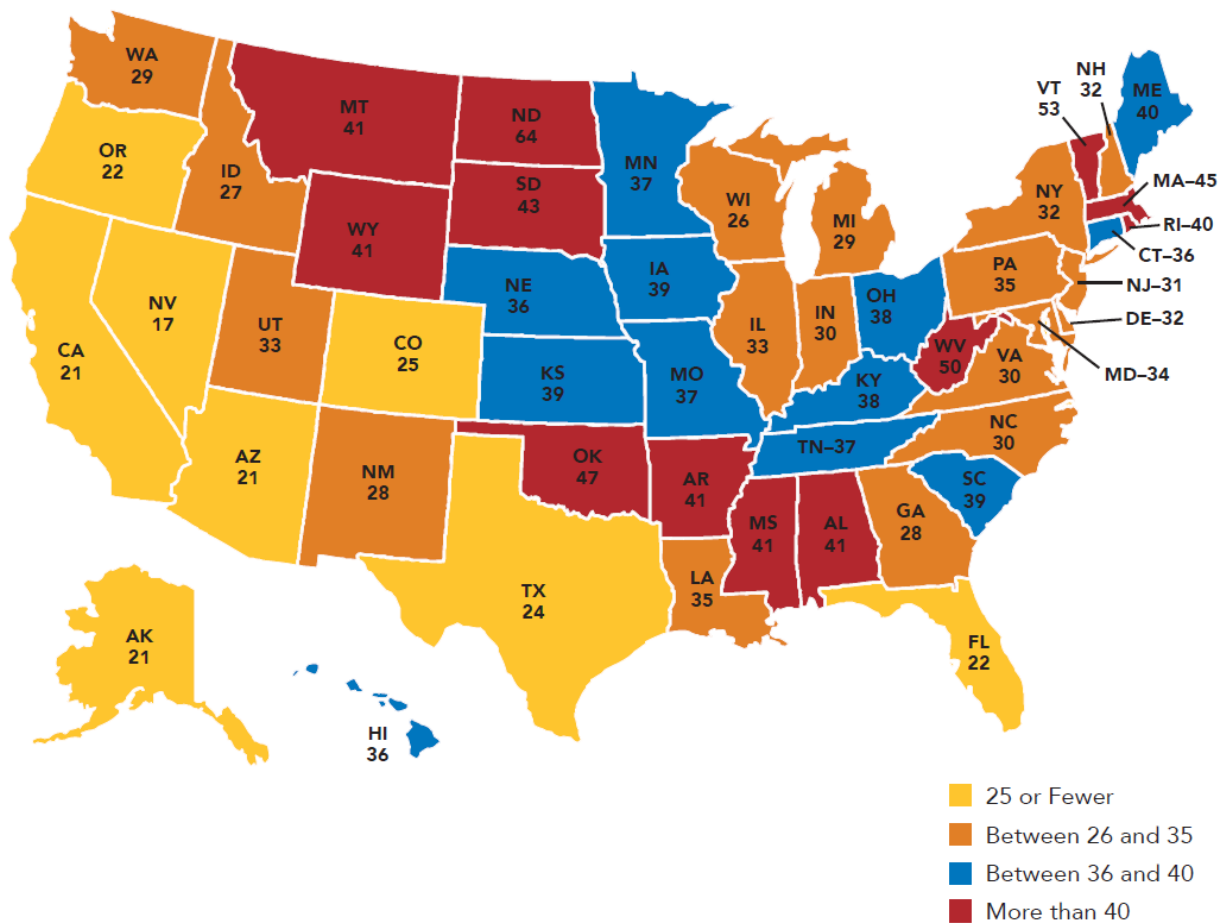 WA
29
OR
22
CA
21
NV
17
ID
27
MT
41
WY
41
UT
33
CO
25
AZ
21
NM
28
ND
64
SD
43
NE
36
KS
39
OK
47
TX
24
MN
37
IA
39
MO
37
AR
41
LA
35
WI
26
IL
33
MI
29
IN
30
OH
38
KY
38
TN–37
MS
41
AL
41
GA
28
FL
22
SC
39
NC
30
VA
30
WV
50
PA
35
NY
32
VT
53
NH
32
ME
40
MA–45
RI–40
CT–36
NJ–31
DE–32
MD–34
AK
21
HI
36
25 or Fewer
Between 26 and 35
Between 36 and 40
More than 40